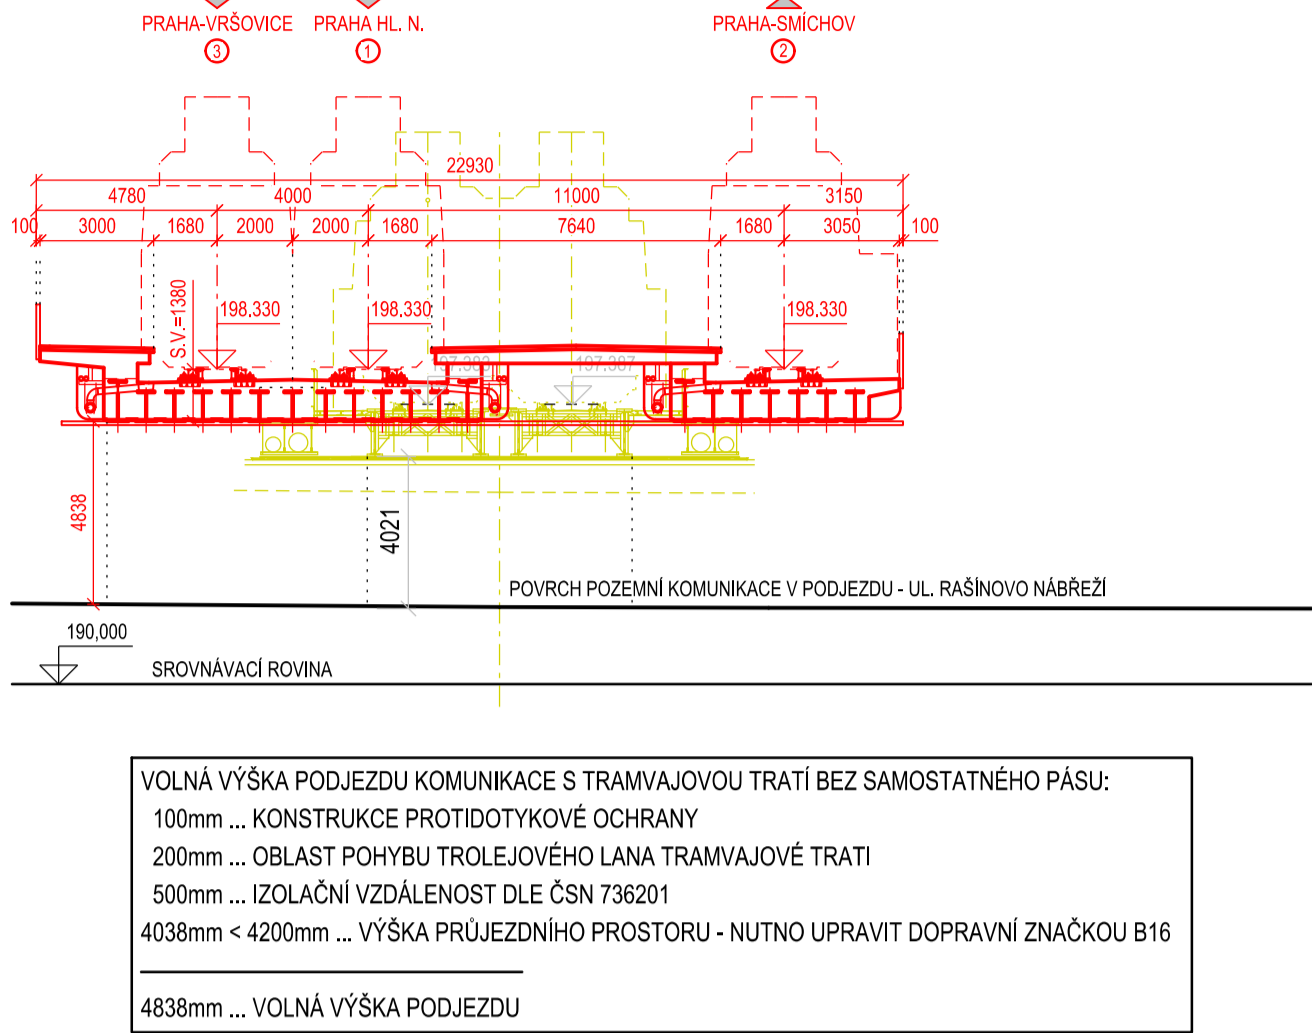 PRAHA-VRŠOVICE PRAHA HL. N. PRAHA-SMÍCHOV
3 1 2
22930
4780 4000 11000 3150
100 3000 1680 2000 2000 1680 7640 1680 3050 100
S.V.=1380
198.330 198.330 198.330
197.383 197.387
4838
4021
POVRCH POZEMNÍ KOMUNIKACE V PODJEZDU - UL. RAŠÍNOVO NÁBŘEŽÍ
190,000
SROVNÁVACÍ ROVINA
VOLNÁ VÝŠKA PODJEZDU KOMUNIKACE S TRAMVAJOVOU TRATÍ BEZ SAMOSTATNÉHO PÁSU:
100mm ... KONSTRUKCE PROTIDOTYKOVÉ OCHRANY
200mm ... OBLAST POHYBU TROLEJOVÉHO LANA TRAMVAJOVÉ TRATI
500mm ... IZOLAČNÍ VZDÁLENOST DLE ČSN 736201
4038mm < 4200mm ... VÝŠKA PRŮJEZDNÍHO PROSTORU - NUTNO UPRAVIT DOPRAVNÍ ZNAČKOU B16
4838mm ... VOLNÁ VÝŠKA PODJEZDU